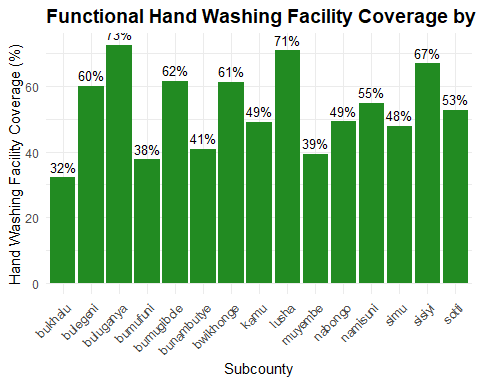 Functional Hand Washing Facility Coverage by
Hand Washing Facility Coverage (%)
60
40
20
0
32%
60%
73%
38%
62%
41%
61%
49%
71%
39%
49%
55%
48%
67%
53%
bukhalu
bulegeni
buluganya
bumufuni
bumugibole
bunambutye
bwikhonge
kamu
lusha
muyembe
nabongo
namisuni
simu
sisiyi
sotti
Subcounty